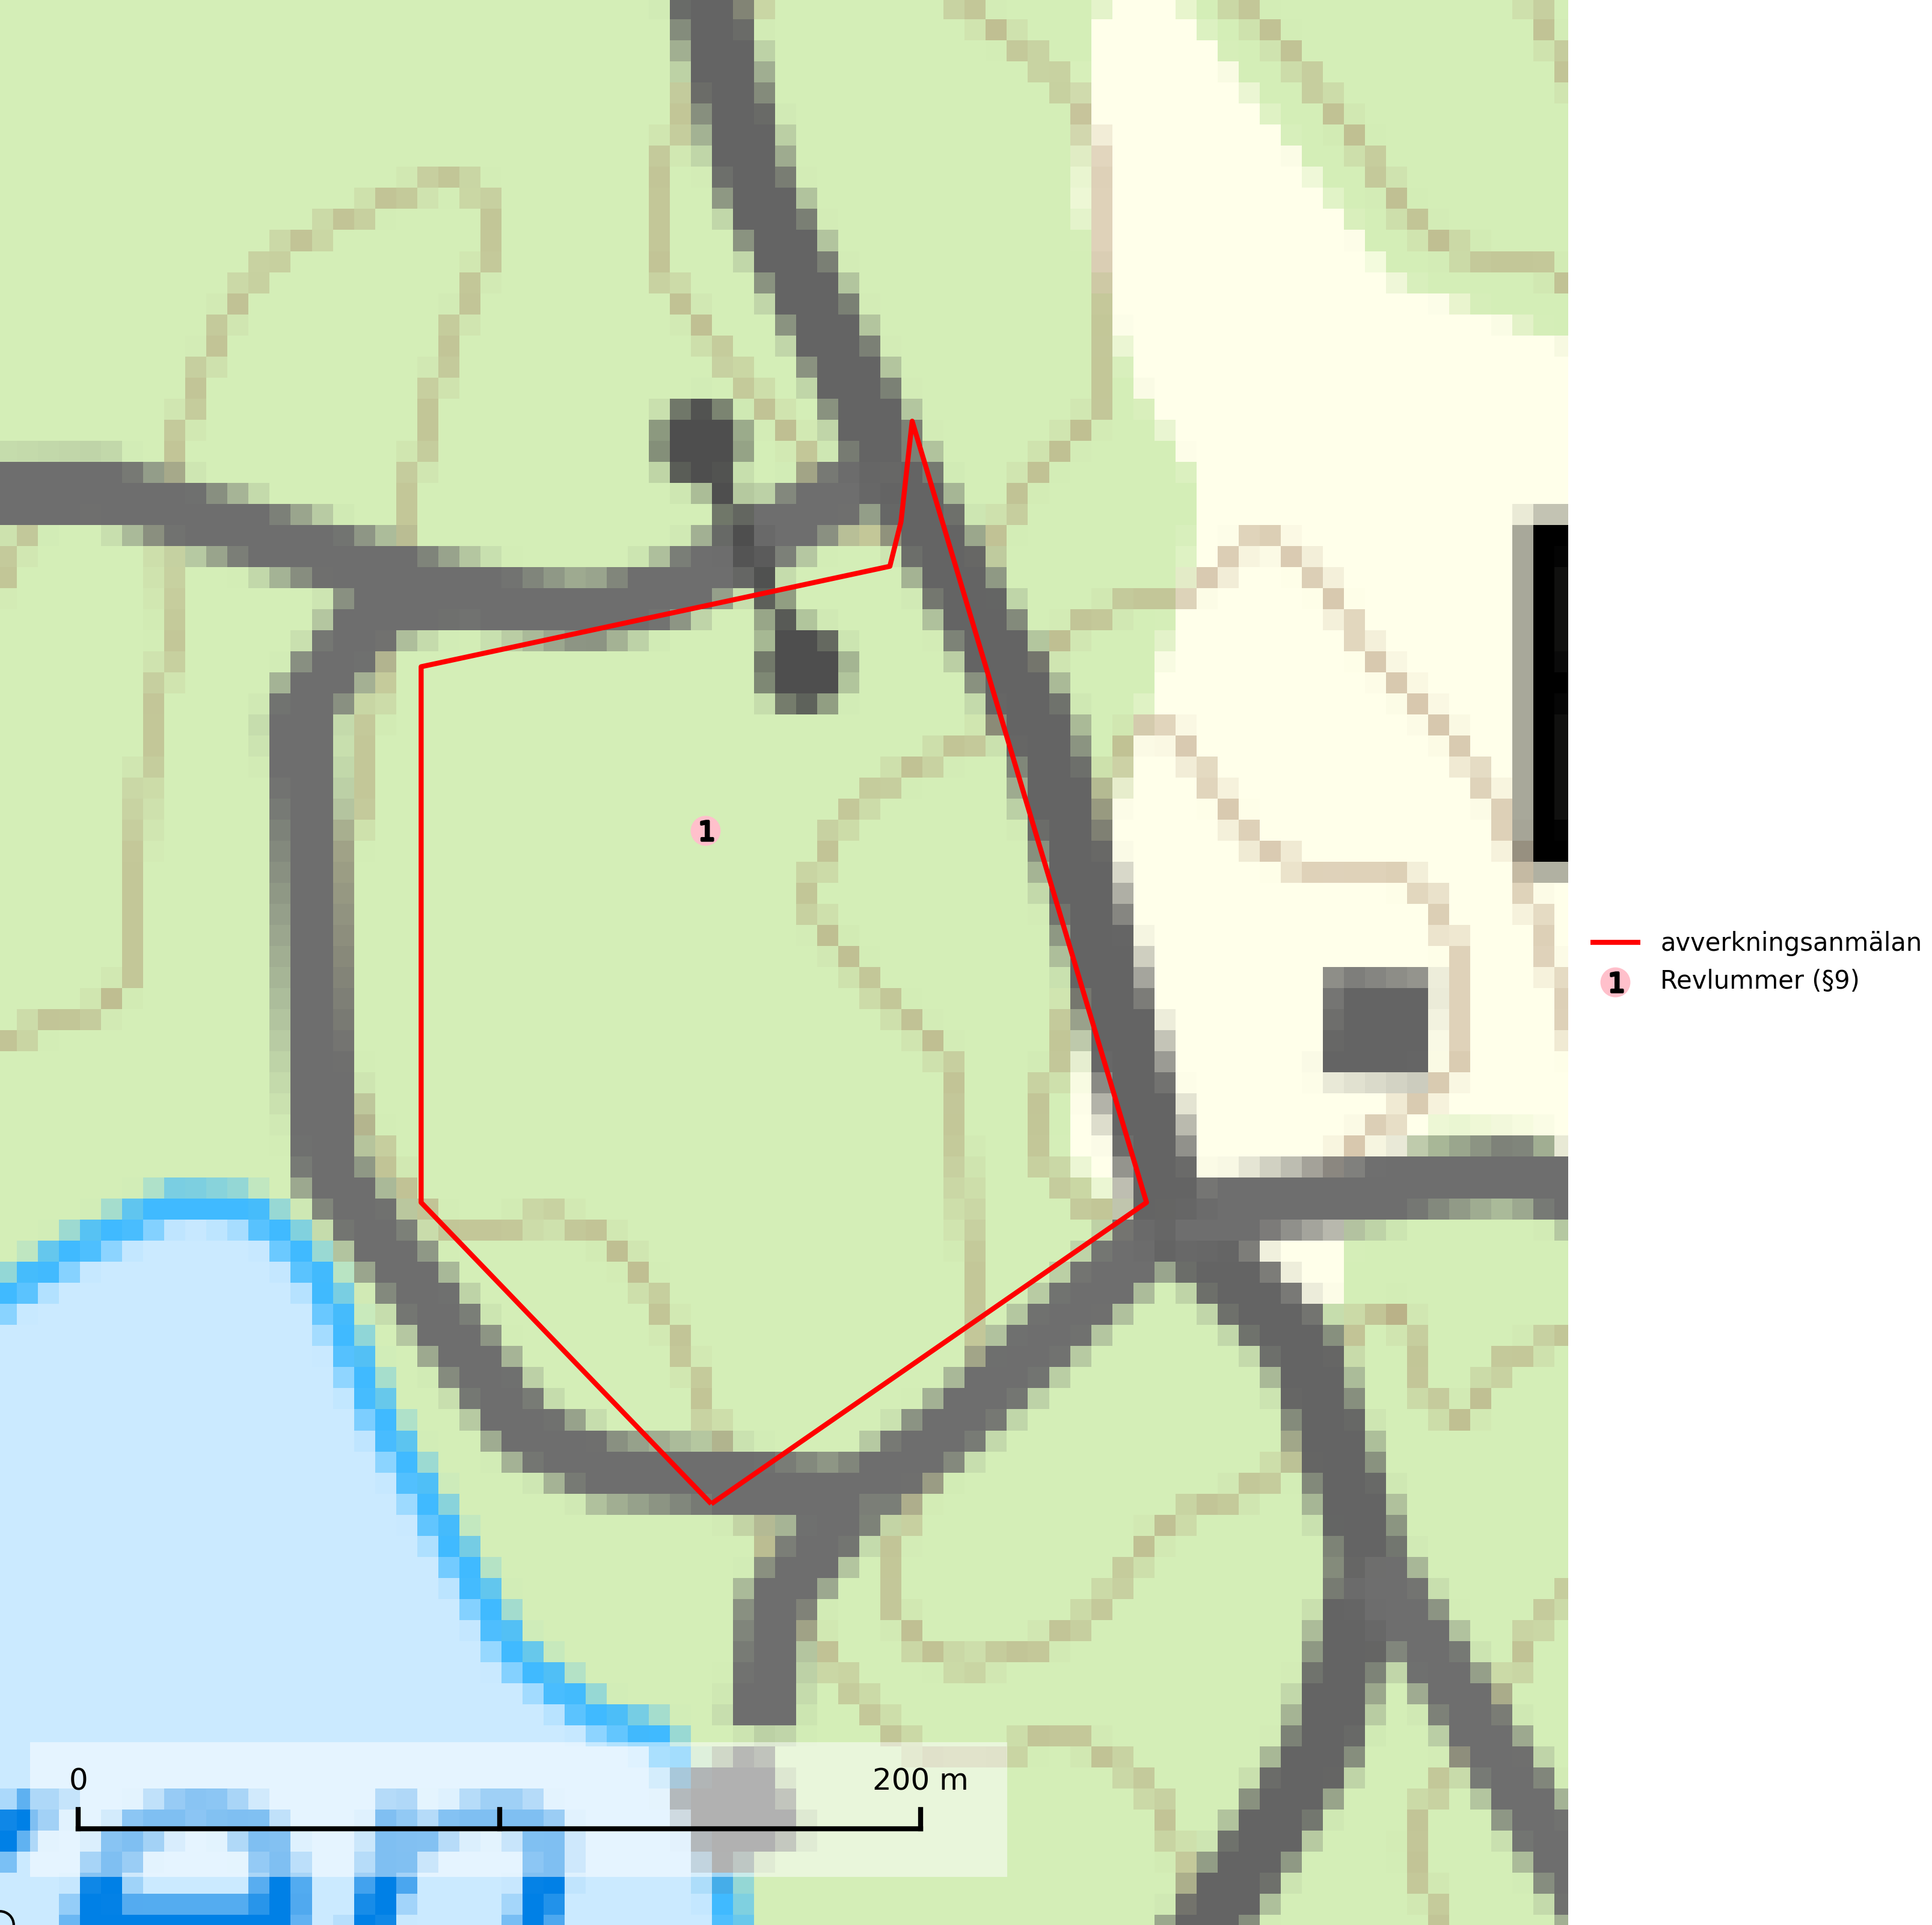 1
avverkningsanmälan
1 Revlummer (§9)
0 200 m